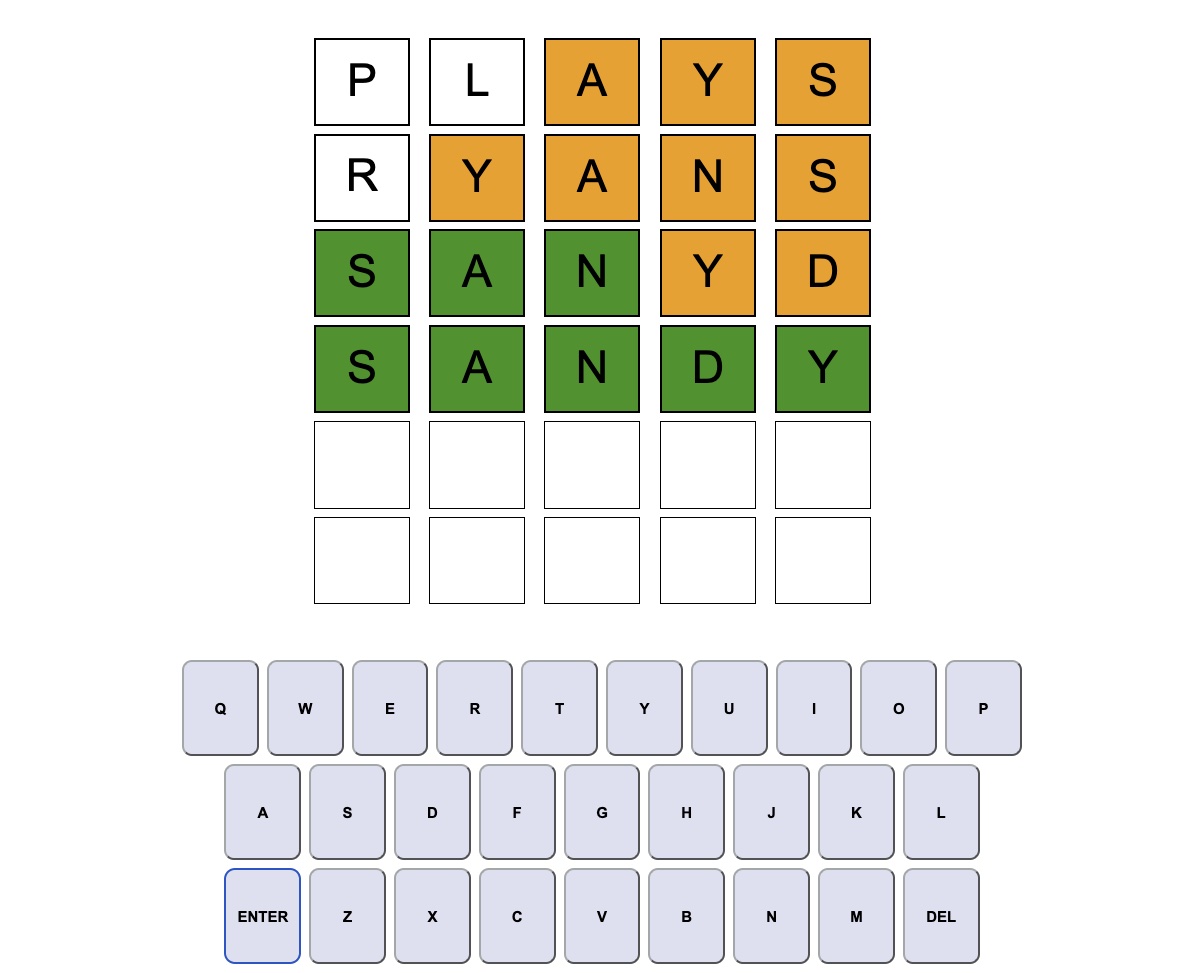 P L A Y S
R Y A N S
S A N Y D
S A N D Y
Q W E R T Y U I O P
A S D F G H J K L
ENTER Z X C V B N M DEL